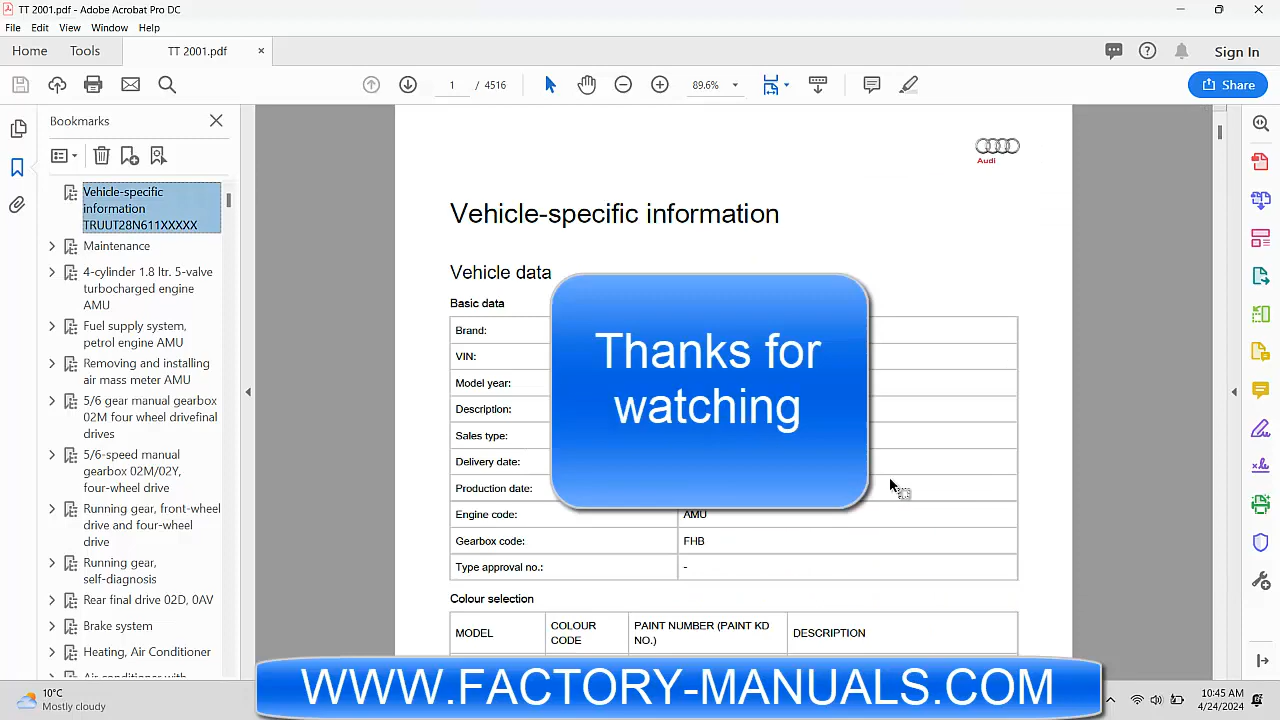 TT 2001.pdf - Adobe Acrobat Pro DC
File Edit View Window Help
Home Tools TT 2001.pdf × Sign In
1 / 4516 89.6% Share
Bookmarks
Vehicle-specific
information
TRUUT28N611XXXXX
Maintenance
4-cylinder 1.8 ltr. 5-valve
turbocharged engine
AMU
Fuel supply system,
petrol engine AMU
Removing and installing
air mass meter AMU
5/6 gear manual gearbox
02M four wheel drivefinal
drives
5/6-speed manual
gearbox 02M/02Y,
four-wheel drive
Running gear, front-wheel
drive and four-wheel
drive
Running gear,
self-diagnosis
Rear final drive 02D, 0AV
Brake system
Heating, Air Conditioner
Air conditioner with
Audi
Vehicle-specific information
Vehicle data
Basic data
Brand:
VIN:
Model year:
Description:
Sales type:
Delivery date:
Production date:
Engine code: AMU
Gearbox code: FHB
Type approval no.: -
Thanks for
watching
Colour selection
MODEL
COLOUR
CODE
PAINT NUMBER (PAINT KD
NO.)
DESCRIPTION
WWW.FACTORY-MANUALS.COM
10°C
Mostly cloudy
10:45 AM
4/24/2024